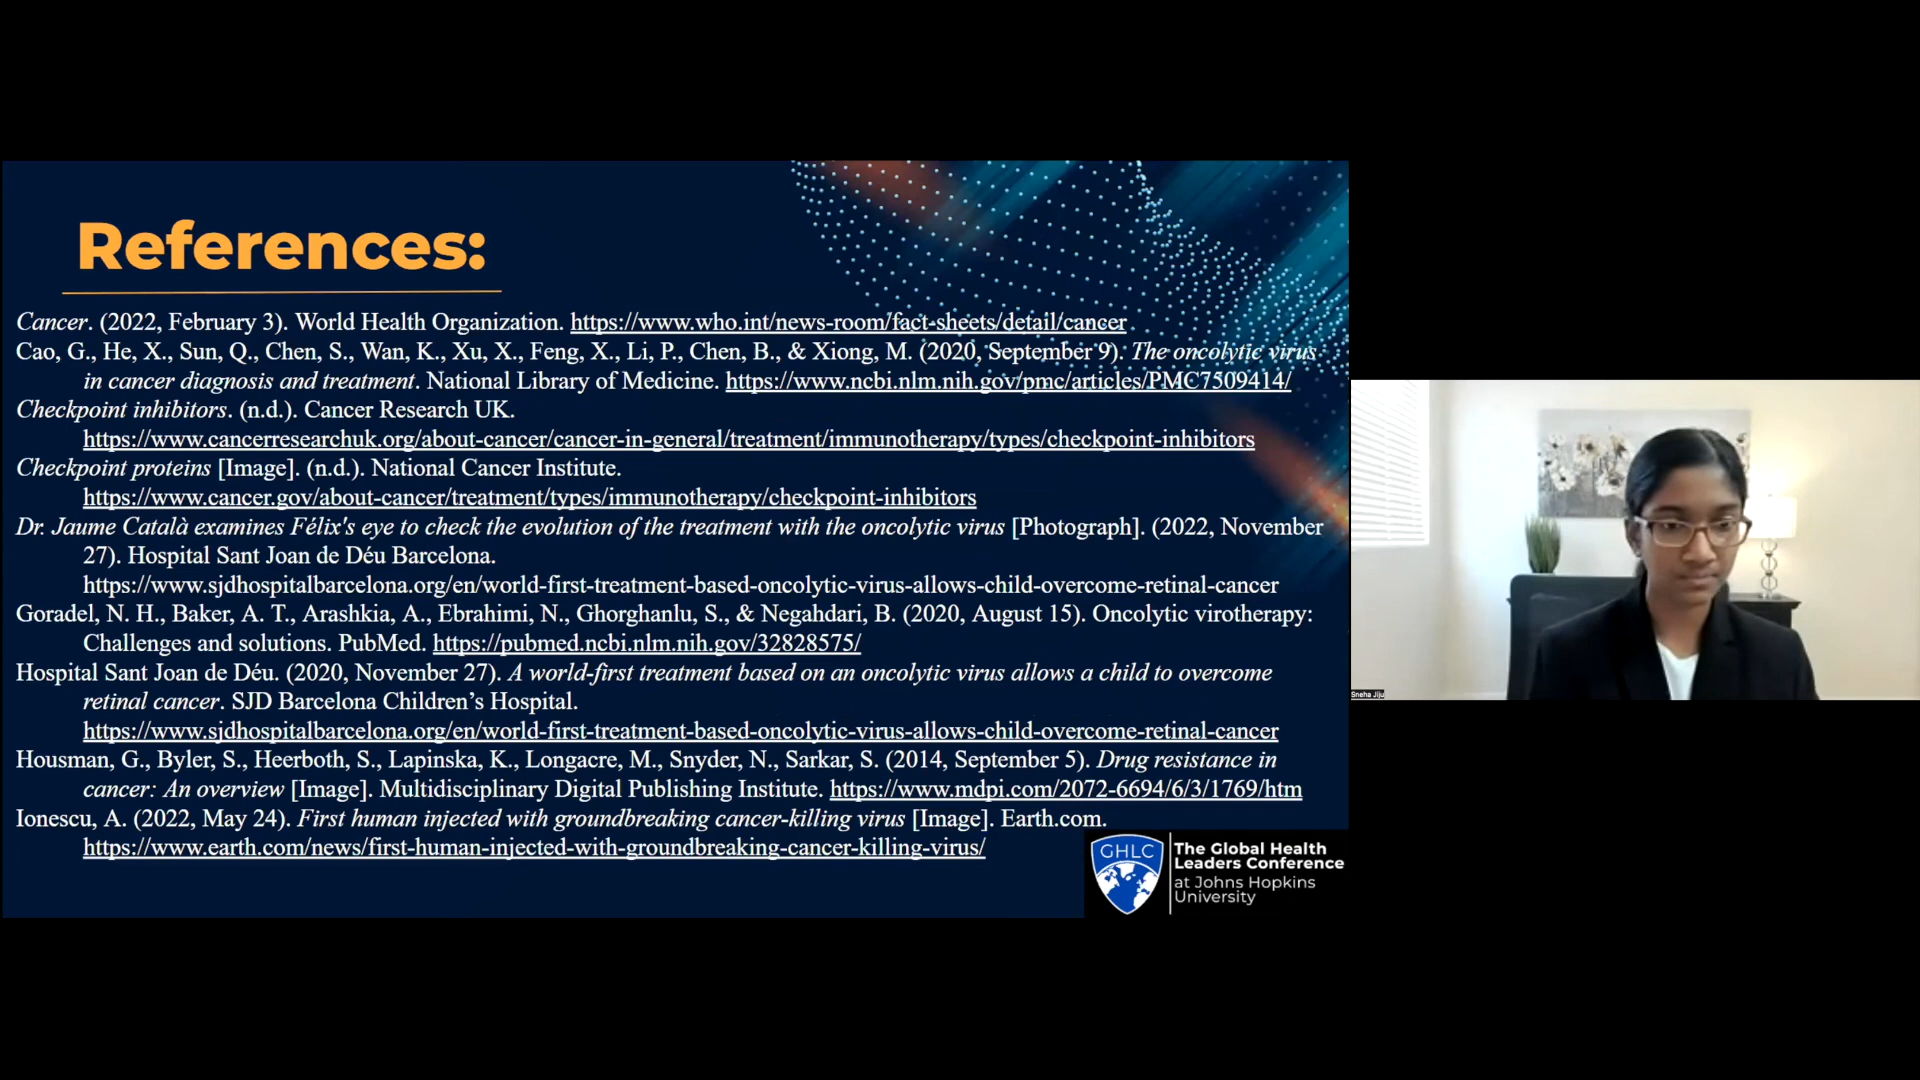 References:
Cancer. (2022, February 3). World Health Organization. https://www.who.int/news-room/fact-sheets/detail/cancer
Cao, G., He, X., Sun, Q., Chen, S., Wan, K., Xu, X., Feng, X., Li, P., Chen, B., & Xiong, M. (2020, September 9). The oncolytic virus
in cancer diagnosis and treatment. National Library of Medicine. https://www.ncbi.nlm.nih.gov/pmc/articles/PMC7509414/
Checkpoint inhibitors. (n.d.). Cancer Research UK.
https://www.cancerresearchuk.org/about-cancer/cancer-in-general/treatment/immunotherapy/types/checkpoint-inhibitors
Checkpoint proteins [Image]. (n.d.). National Cancer Institute.
https://www.cancer.gov/about-cancer/treatment/types/immunotherapy/checkpoint-inhibitors
Dr. Jaume Català examines Félix's eye to check the evolution of the treatment with the oncolytic virus [Photograph]. (2022, November
27). Hospital Sant Joan de Déu Barcelona.
https://www.sjdhospitalbarcelona.org/en/world-first-treatment-based-oncolytic-virus-allows-child-overcome-retinal-cancer
Goradel, N. H., Baker, A. T., Arashkia, A., Ebrahimi, N., Ghorghanlu, S., & Negahdari, B. (2020, August 15). Oncolytic virotherapy:
Challenges and solutions. PubMed. https://pubmed.ncbi.nlm.nih.gov/32828575/
Hospital Sant Joan de Déu. (2020, November 27). A world-first treatment based on an oncolytic virus allows a child to overcome
retinal cancer. SJD Barcelona Children’s Hospital.
https://www.sjdhospitalbarcelona.org/en/world-first-treatment-based-oncolytic-virus-allows-child-overcome-retinal-cancer
Housman, G., Byler, S., Heerboth, S., Lapinska, K., Longacre, M., Snyder, N., Sarkar, S. (2014, September 5). Drug resistance in
cancer: An overview [Image]. Multidisciplinary Digital Publishing Institute. https://www.mdpi.com/2072-6694/6/3/1769/htm
Ionescu, A. (2022, May 24). First human injected with groundbreaking cancer-killing virus [Image]. Earth.com.
https://www.earth.com/news/first-human-injected-with-groundbreaking-cancer-killing-virus/
GHLC
The Global Health
Leaders Conference
at Johns Hopkins
University
Sneha Jiju